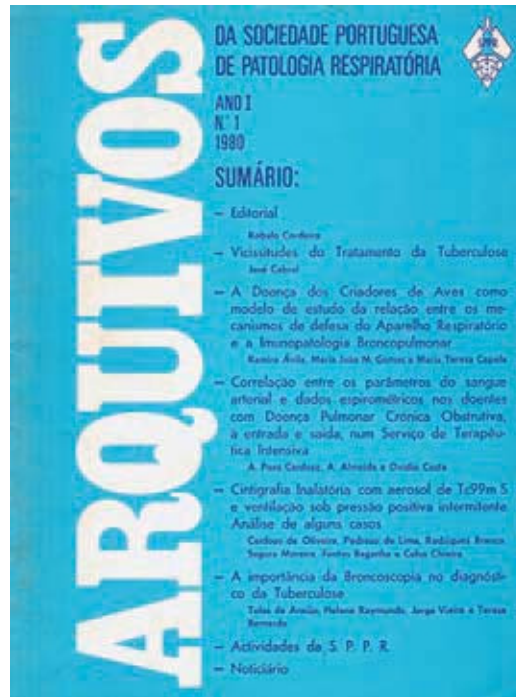 ARQUIVOS
DA SOCIEDADE PORTUGUESA
DE PATOLOGIA RESPIRATÓRIA
ANO I
N.º 1
1980
SUMÁRIO:
– Editorial
Robalo Cordeiro
– Vicissitudes do Tratamento da Tuberculose
José Cabral
– A Doença dos Criadores de Aves como
modelo de estudo da relação entre os me-
canismos de defesa do Aparelho Respiratório
e a Imunopatologia Broncopulmonar
Ramiro Ávila, Maria João M. Gomes e Maria Teresa
– Correlação entre os parâmetros do sangue
arterial e dados espirométricos nos doentes
com Doença Pulmonar Crónica Obstrutiva,
à entrada e saída, num Serviço de Terapêu-
tica Intensiva
A. Pais Cardoso, A. Almeida e Ovídio Costa
– Cintigrafia Inalatória com aerosol de Tc99m S
e ventilação sob pressão positiva intermitente
Análise de alguns casos
Cardoso de Oliveira, Pedroso de Lima, Rodrigues Branco,
Segura Moreira, Fontes Baganha e Celso Cheira
– A importância da Broncoscopia no diagnósti-
co da Tuberculose
Teles de Araújo, Helena Raymundo, Jorge Vieira e Teresa
Bernardo
– Actividades da S. P. P. R.
– Noticiário